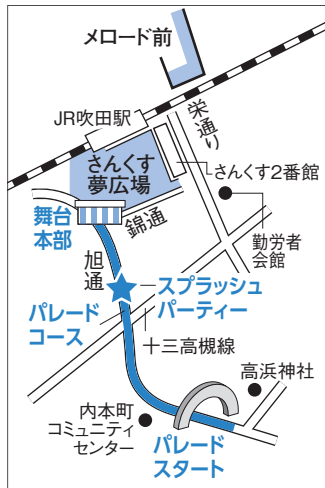 メロード前
JR吹田駅
栄通り
さんくす
夢広場
さんくす2番館
舞台
本部
錦通
勤労者
会館
旭通
スプラッシュ
パーティー
パレード
コース
十三高槻線
高浜神社
内本町
コミュニティ
センター
パレード
スタート